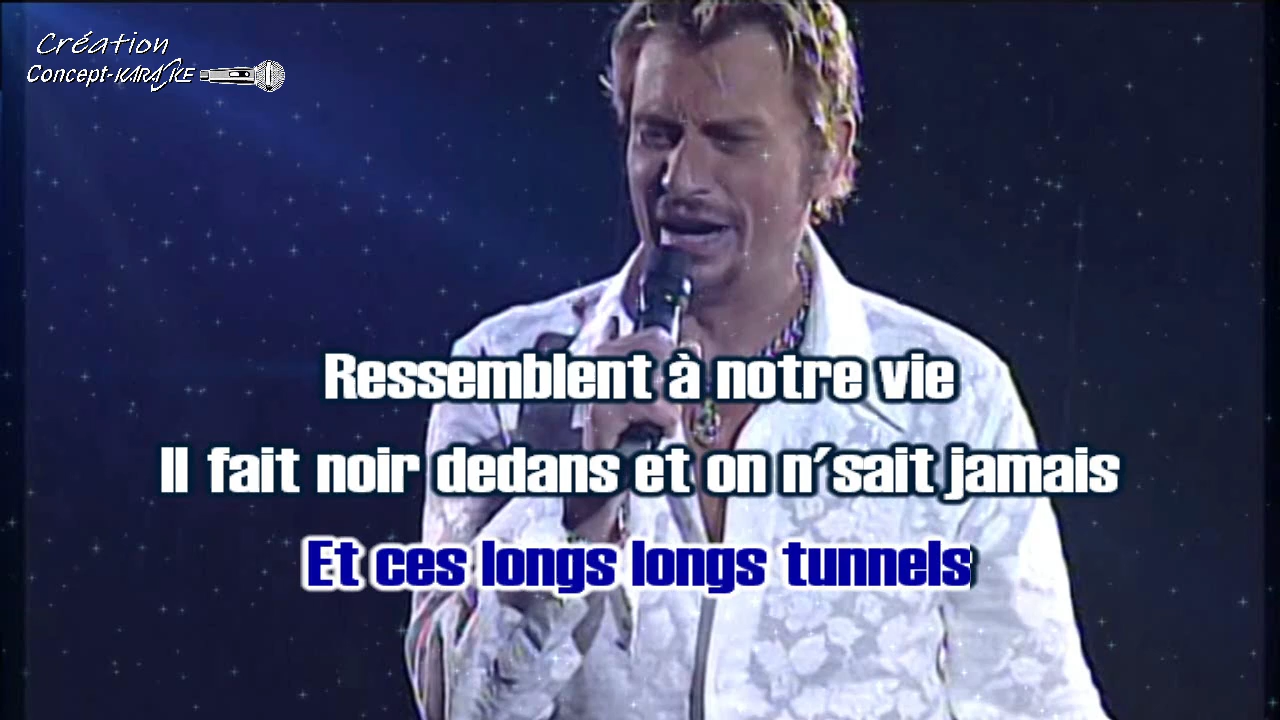 Création
Concept-KARAOKE
Ressemblent à notre vie
Il fait noir dedans et on n'sait jamais
Et ces longs longs tunnels